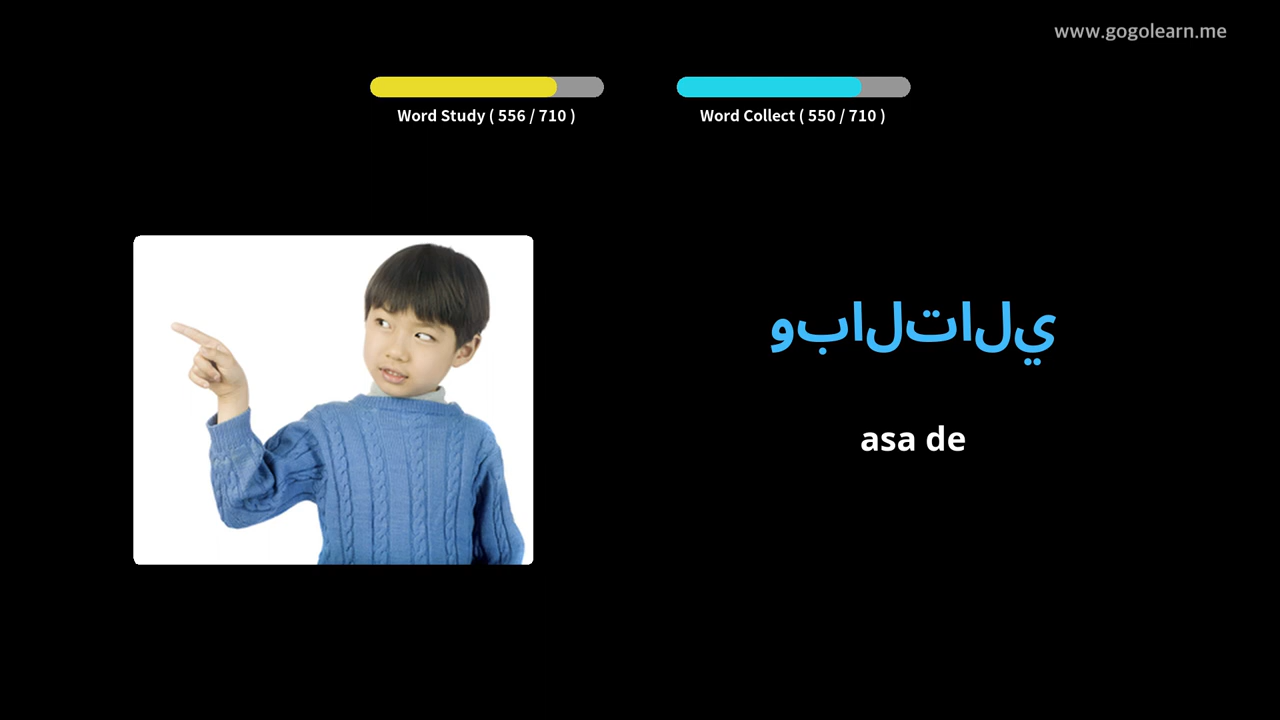 www.gogolearn.me
Word Study ( 556 / 710 )
Word Collect ( 550 / 710 )
وبالتالي
asa de